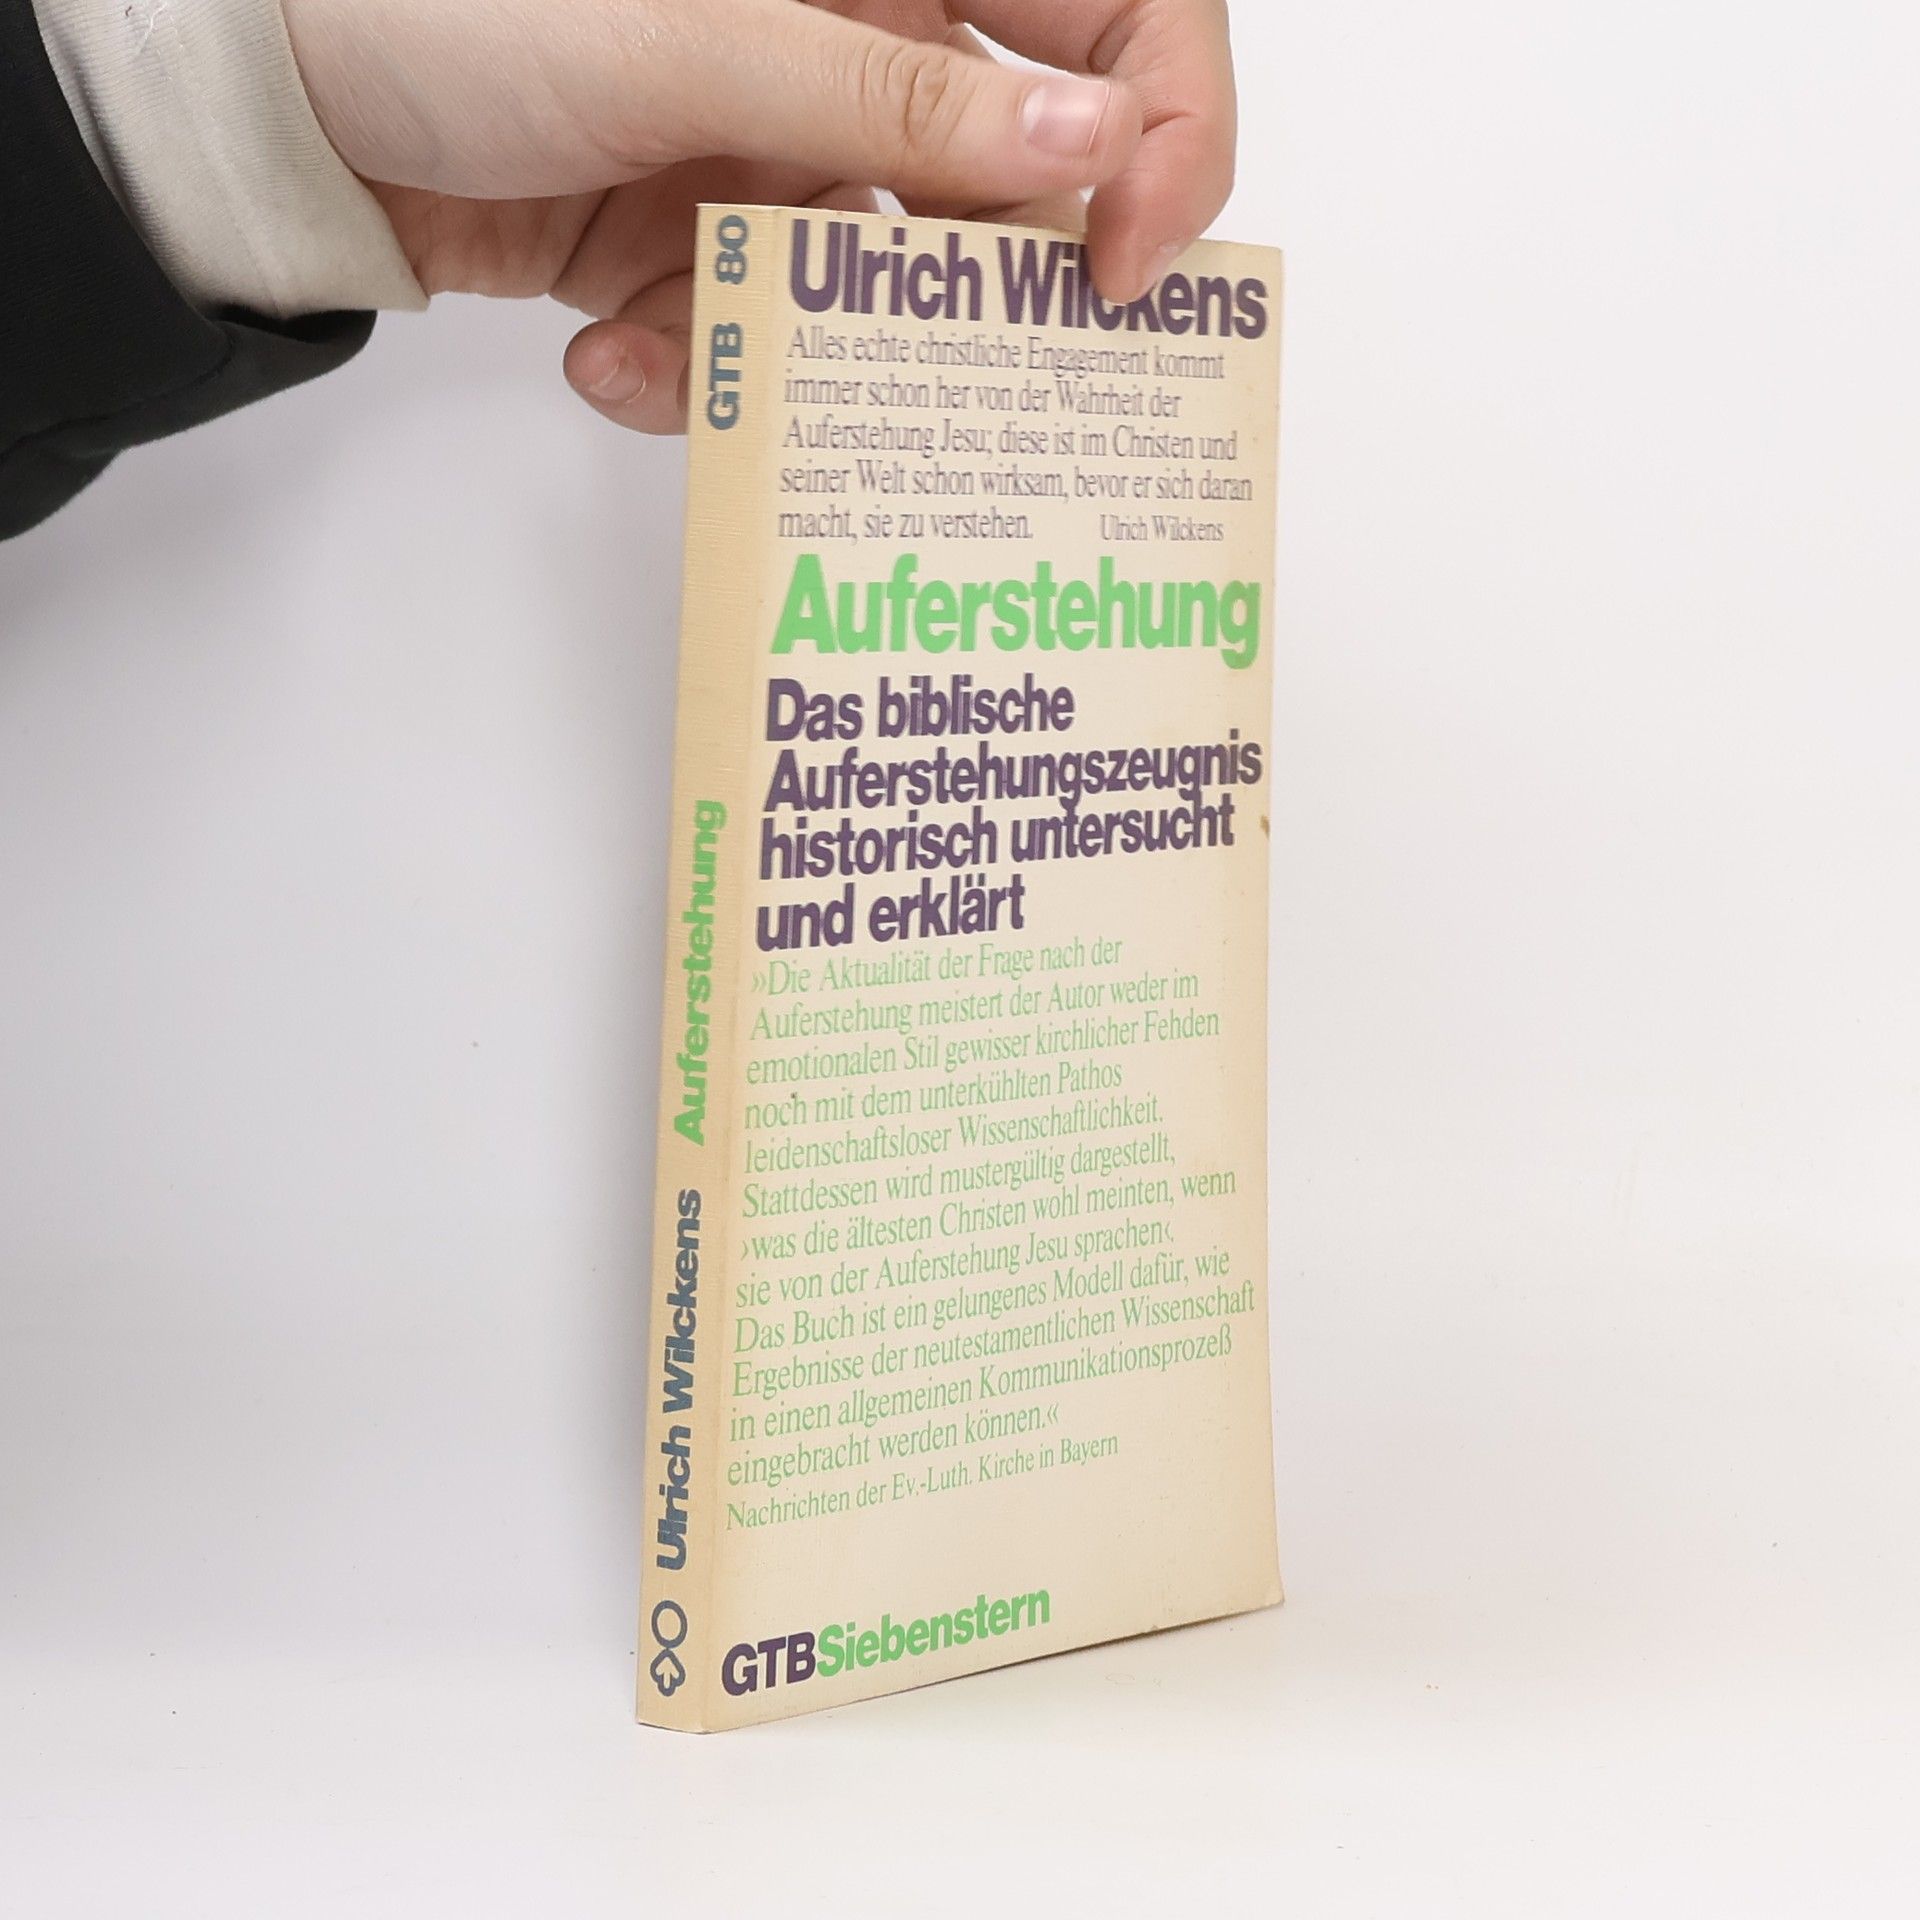 Ulrich Wilckens
Alles echte christliche Engagement kommt
immer schon her von der Wahrheit der
Auferstehung Jesu; diese ist im Christen und
seiner Welt schon wirksam, bevor er sich daran
macht, sie zu verstehen. Ulrich Wilckens
Auferstehung
Das biblische
Auferstehungszeugnis
historisch untersucht
und erklärt
»Die Aktualität der Frage nach der
Auferstehung meistert der Autor weder im
emotionalen Stil gewisser kirchlicher Fehden
noch mit dem unterkühlten Pathos
leidenschaftsloser Wissenschaftlichkeit.
Stattdessen wird mustergültig dargestellt,
›was die ältesten Christen wohl meinten, wenn
sie von der Auferstehung Jesu sprachen‹.
Das Buch ist ein gelungenes Modell dafür, wie
Ergebnisse der neutestamentlichen Wissenschaft
in einen allgemeinen Kommunikationsprozeß
eingebracht werden können.«
Nachrichten der Ev.-Luth. Kirche in Bayern
GTBSiebenstern
Ulrich Wilckens Auferstehung GTB 80